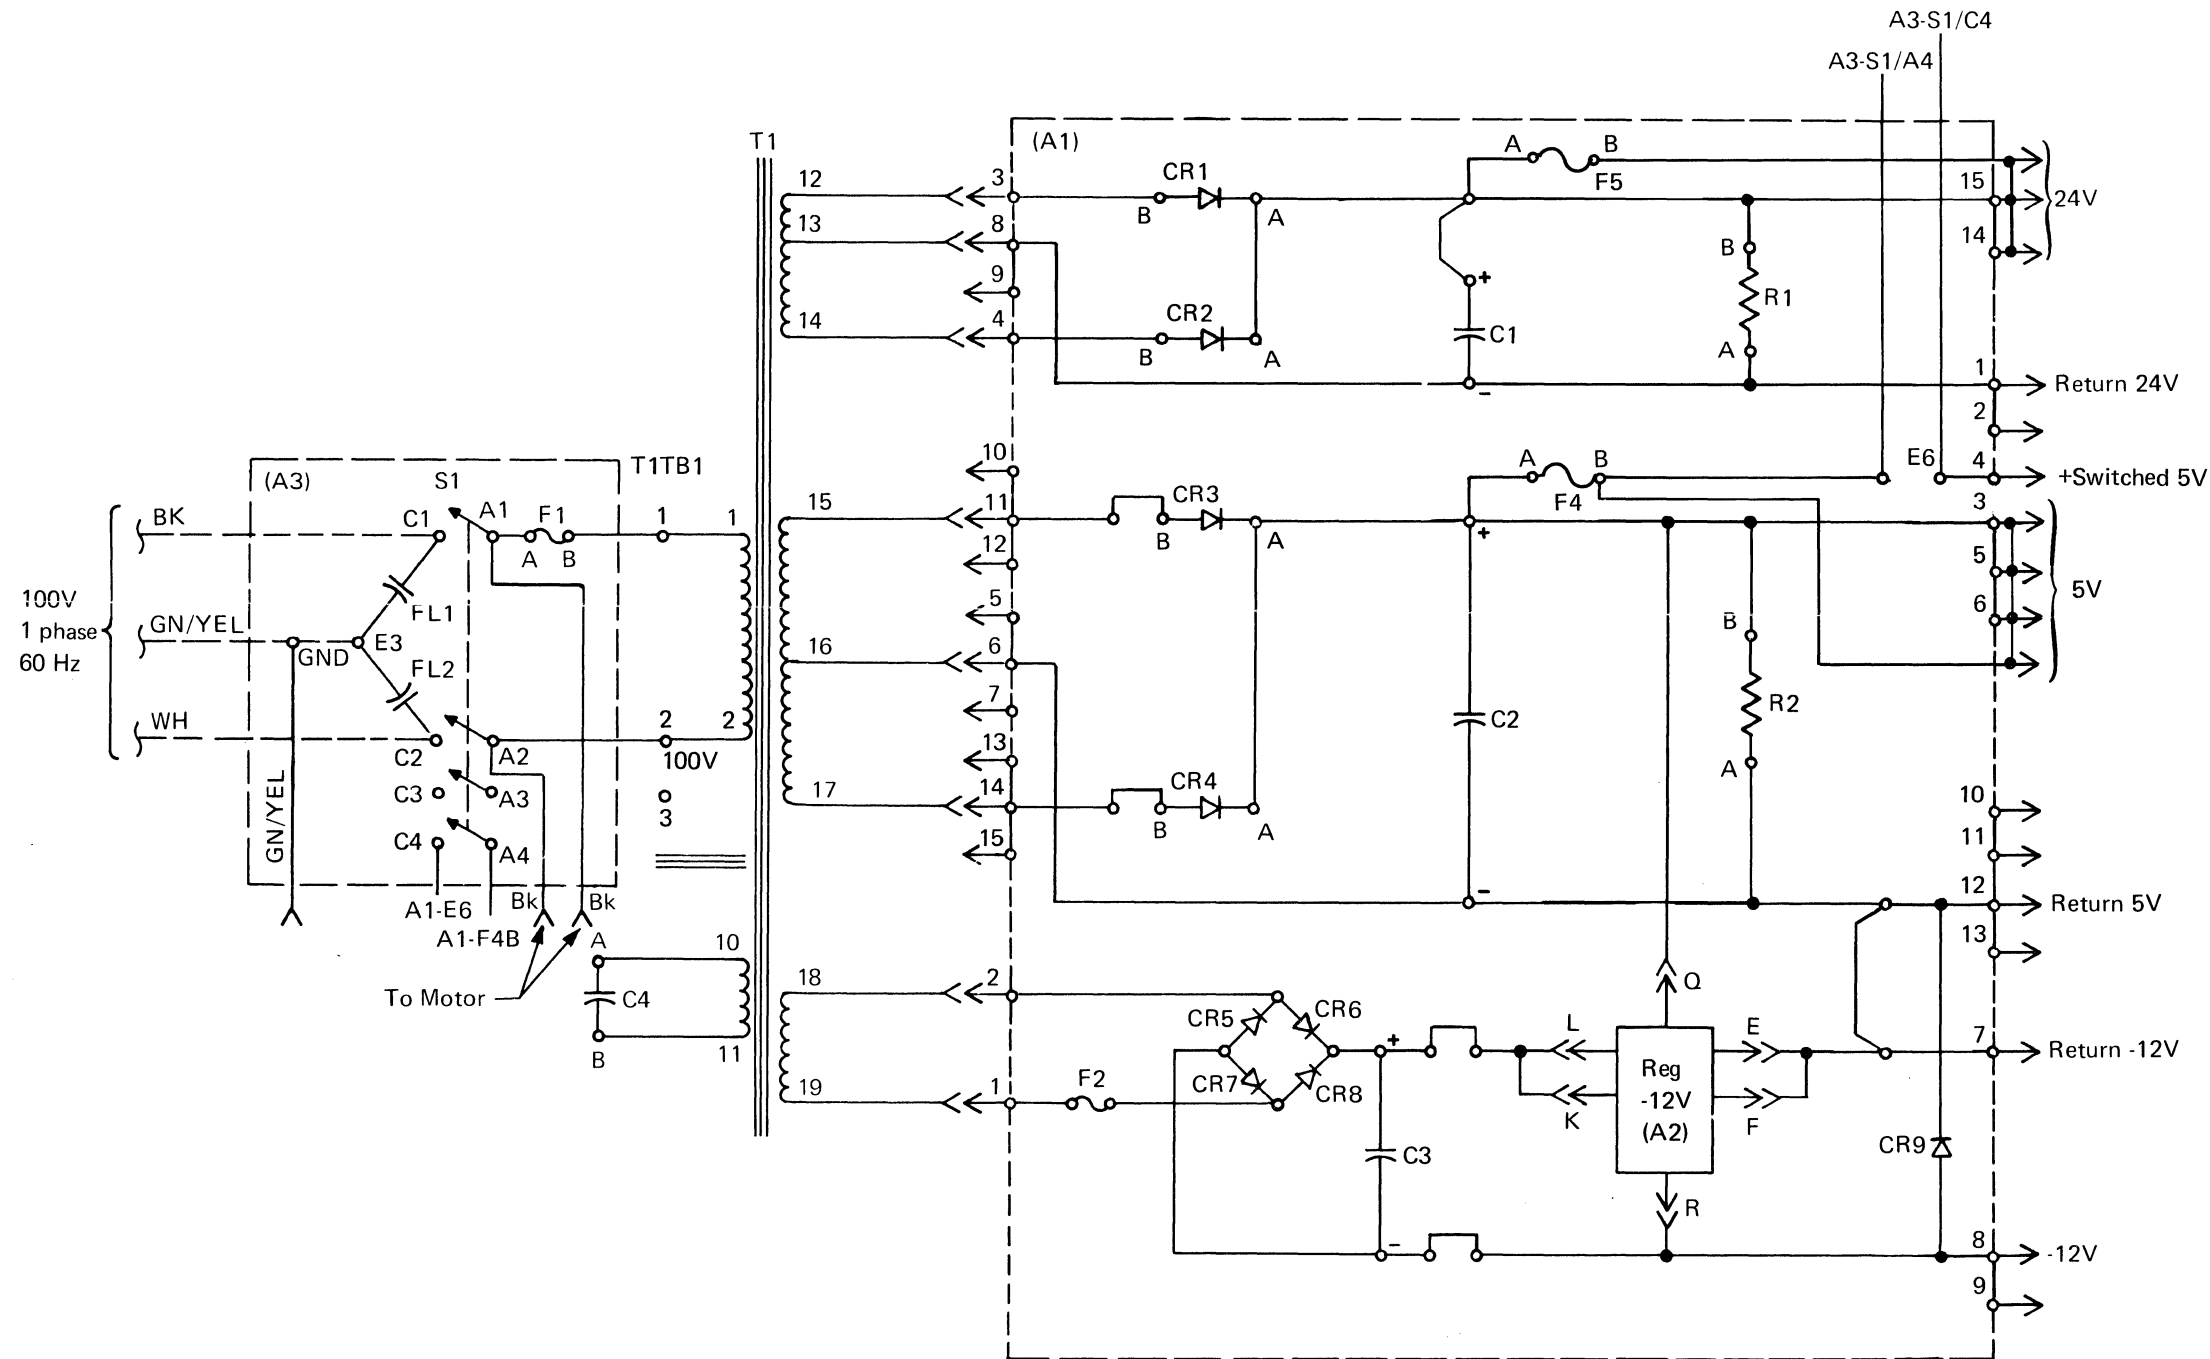 A3-S1/C4
A3-S1/A4
T1
(A1)
12
3
CR1
B
A
A
B
F5
15
24V
13
8
14
9
B
R1
+
14
4
CR2
B
A
C1
A
-
1
Return 24V
2
(A3)
S1
T1TB1
10
A
B
F4
E6
4
+Switched 5V
100V
1 phase
60 Hz
BK
C1
A1
F1
A
B
1
1
15
11
CR3
B
A
+
3
12
5
5V
FL1
5
6
GN/YEL
GND
E3
16
6
B
FL2
7
R2
C2
WH
2
2
100V
C2
A2
13
A
C3
A3
3
17
14
CR4
B
A
10
C4
A4
15
11
GN/YEL
A1-E6
Bk
Bk
-
12
Return 5V
A1-F4B
A
10
13
To Motor
C4
18
2
Q
CR5
CR6
B
11
+
L
E
7
Return -12V
Reg
-12V
(A2)
CR7
CR8
19
1
F2
K
F
C3
CR9
R
-
8
-12V
9